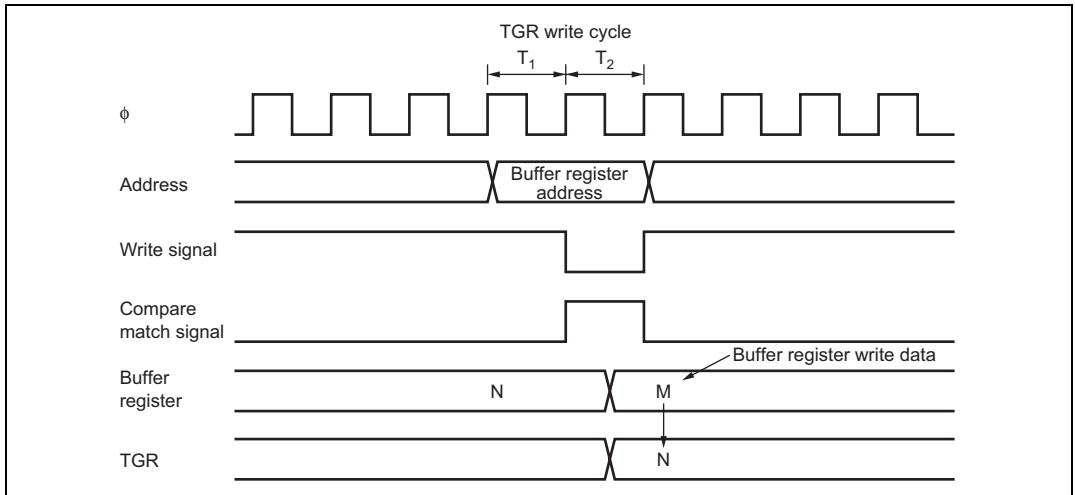 TGR write cycle
T1 T2
ϕ
Address
Buffer register
address
Write signal
Compare
match signal
Buffer register write data
Buffer
register
N M
TGR
N